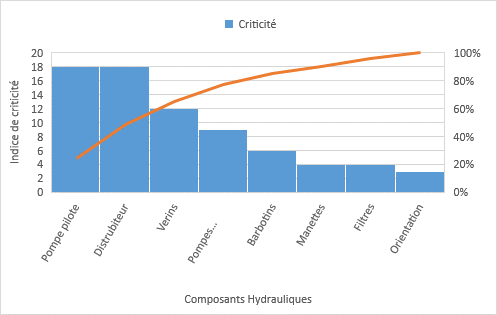 Criticité
Indice de criticité
20
18
16
14
12
10
8
6
4
2
0
100%
80%
60%
40%
20%
0%
Pompe pilote
Distrubiteur
Verins
Pompes...
Barbotins
Manettes
Filtres
Orientation
Composants Hydrauliques